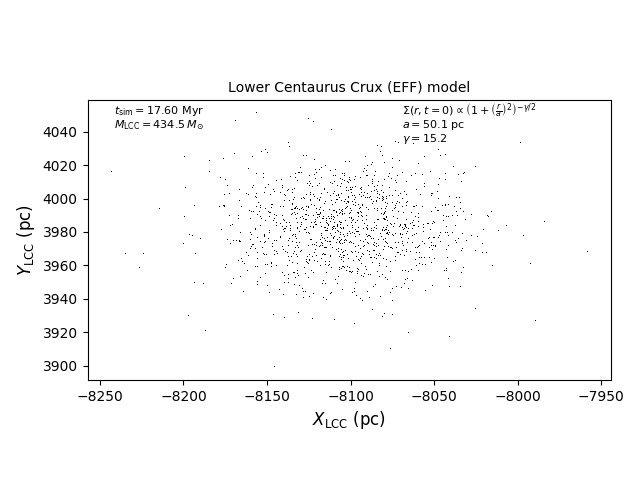 Lower Centaurus Crux (EFF) model
t_sim = 17.60 Myr
M_LCC = 434.5 M_⊙
Σ(r, t = 0) ∝ (1 + (r/a)^2)^{−γ/2}
a = 50.1 pc
γ = 15.2
Y_LCC (pc)
4040
4020
4000
3980
3960
3940
3920
3900
−8250 −8200 −8150 −8100 −8050 −8000 −7950
X_LCC (pc)